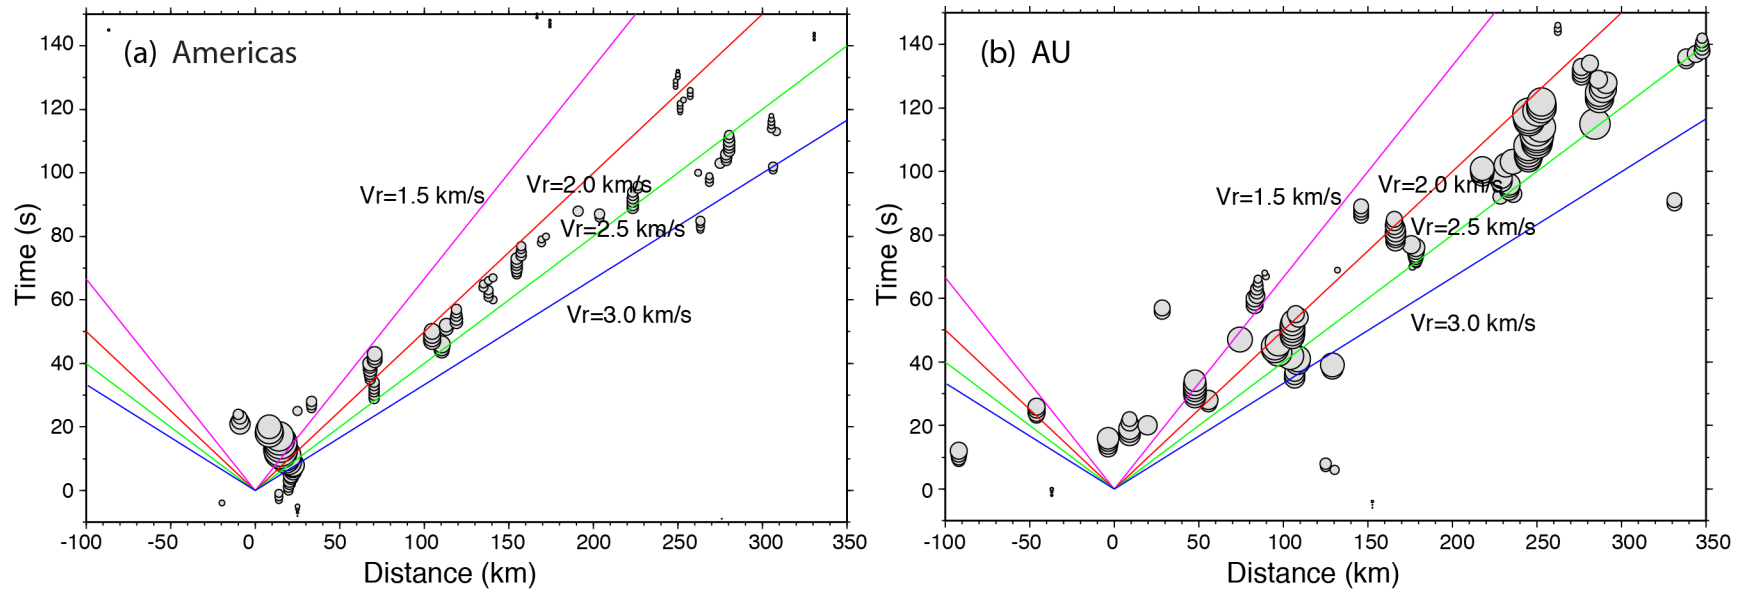 (a) Americas
140
120
100
80
60
40
20
0
Time (s)
Vr=1.5 km/s
Vr=2.0 km/s
Vr=2.5 km/s
Vr=3.0 km/s
-100 -50 0 50 100 150 200 250 300 350
Distance (km)
(b) AU
140
120
100
80
60
40
20
0
Time (s)
Vr=1.5 km/s
Vr=2.0 km/s
Vr=2.5 km/s
Vr=3.0 km/s
-100 -50 0 50 100 150 200 250 300 350
Distance (km)